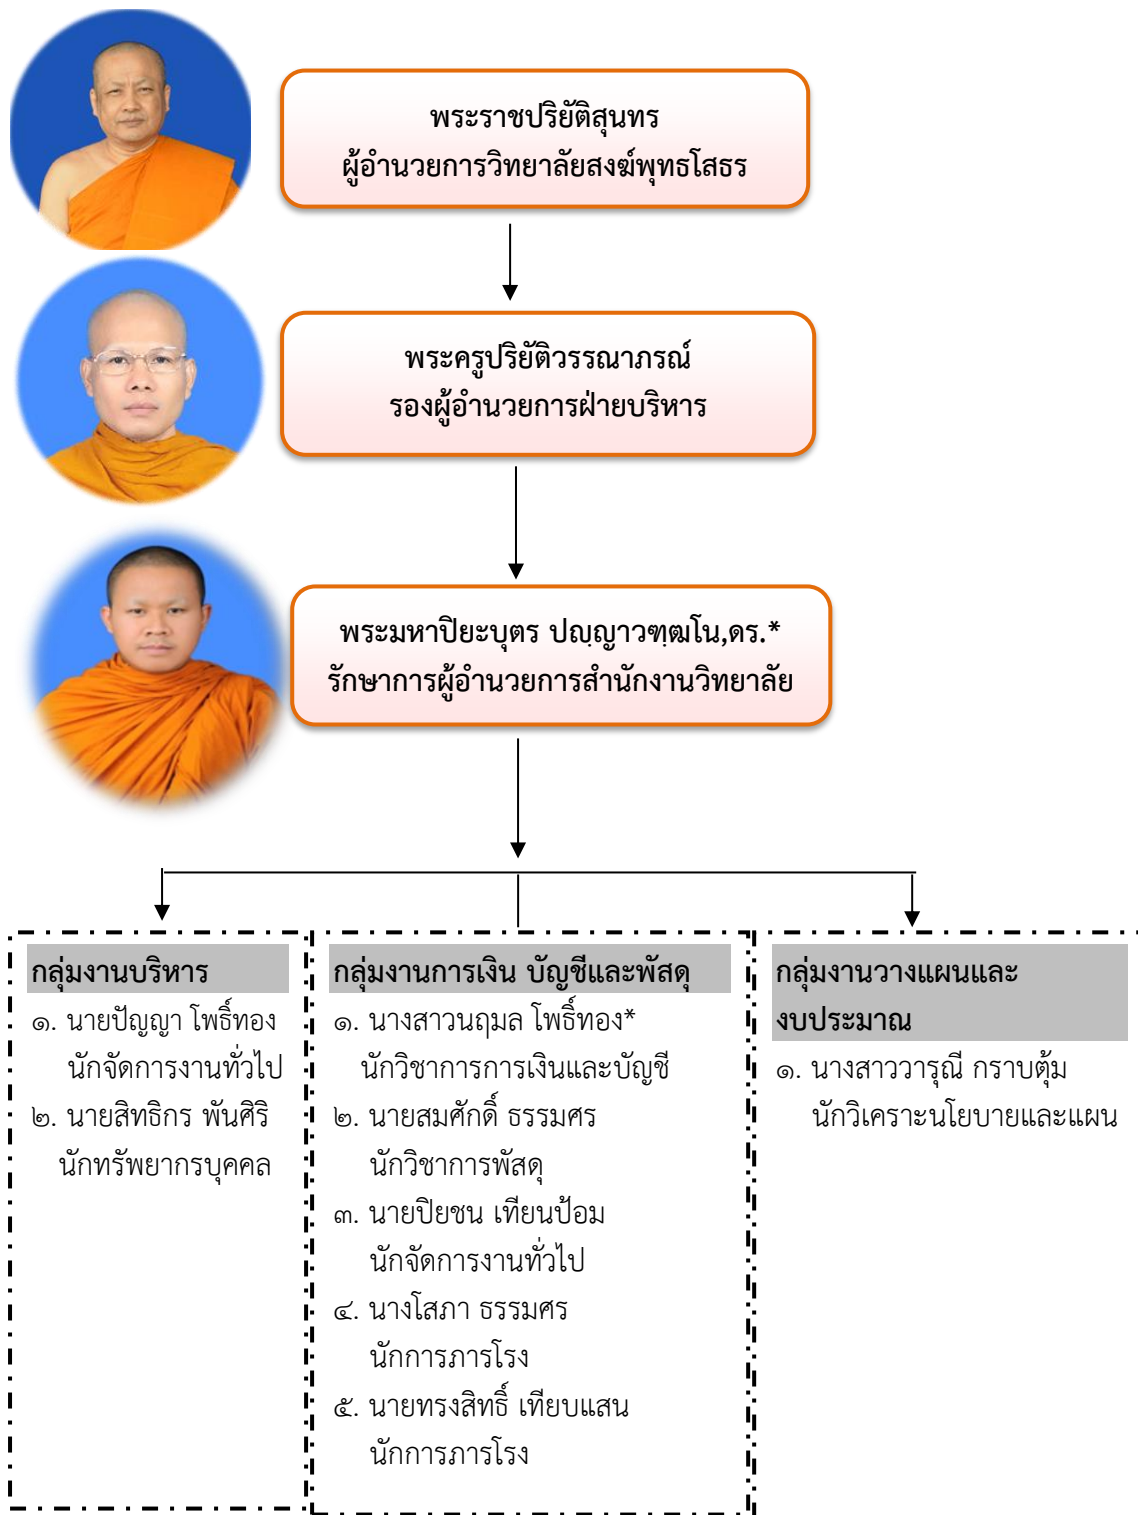 พระราชปริยัติสุนทร
ผู้อำนวยการวิทยาลัยสงฆ์พุทธโสธร
พระครูปริยัติวรรณาภรณ์
รองผู้อำนวยการฝ่ายบริหาร
พระมหาปิยะบุตร ปญฺญาวฑฺฒโน,ดร.*
รักษาการผู้อำนวยการสำนักงานวิทยาลัย
กลุ่มงานบริหาร
๑. นายปัญญา โพธิ์ทอง
นักจัดการงานทั่วไป
๒. นายสิทธิกร พันศิริ
นักทรัพยากรบุคคล
กลุ่มงานการเงิน บัญชีและพัสดุ
๑. นางสาวนฤมล โพธิ์ทอง*
นักวิชาการการเงินและบัญชี
๒. นายสมศักดิ์ ธรรมศร
นักวิชาการพัสดุ
๓. นายปิยชน เทียนป้อม
นักจัดการงานทั่วไป
๔. นางโสภา ธรรมศร
นักการภารโรง
๕. นายทรงสิทธิ์ เทียบแสน
นักการภารโรง
กลุ่มงานวางแผนและ
งบประมาณ
๑. นางสาววารุณี กราบตุ้ม
นักวิเคราะนโยบายและแผน